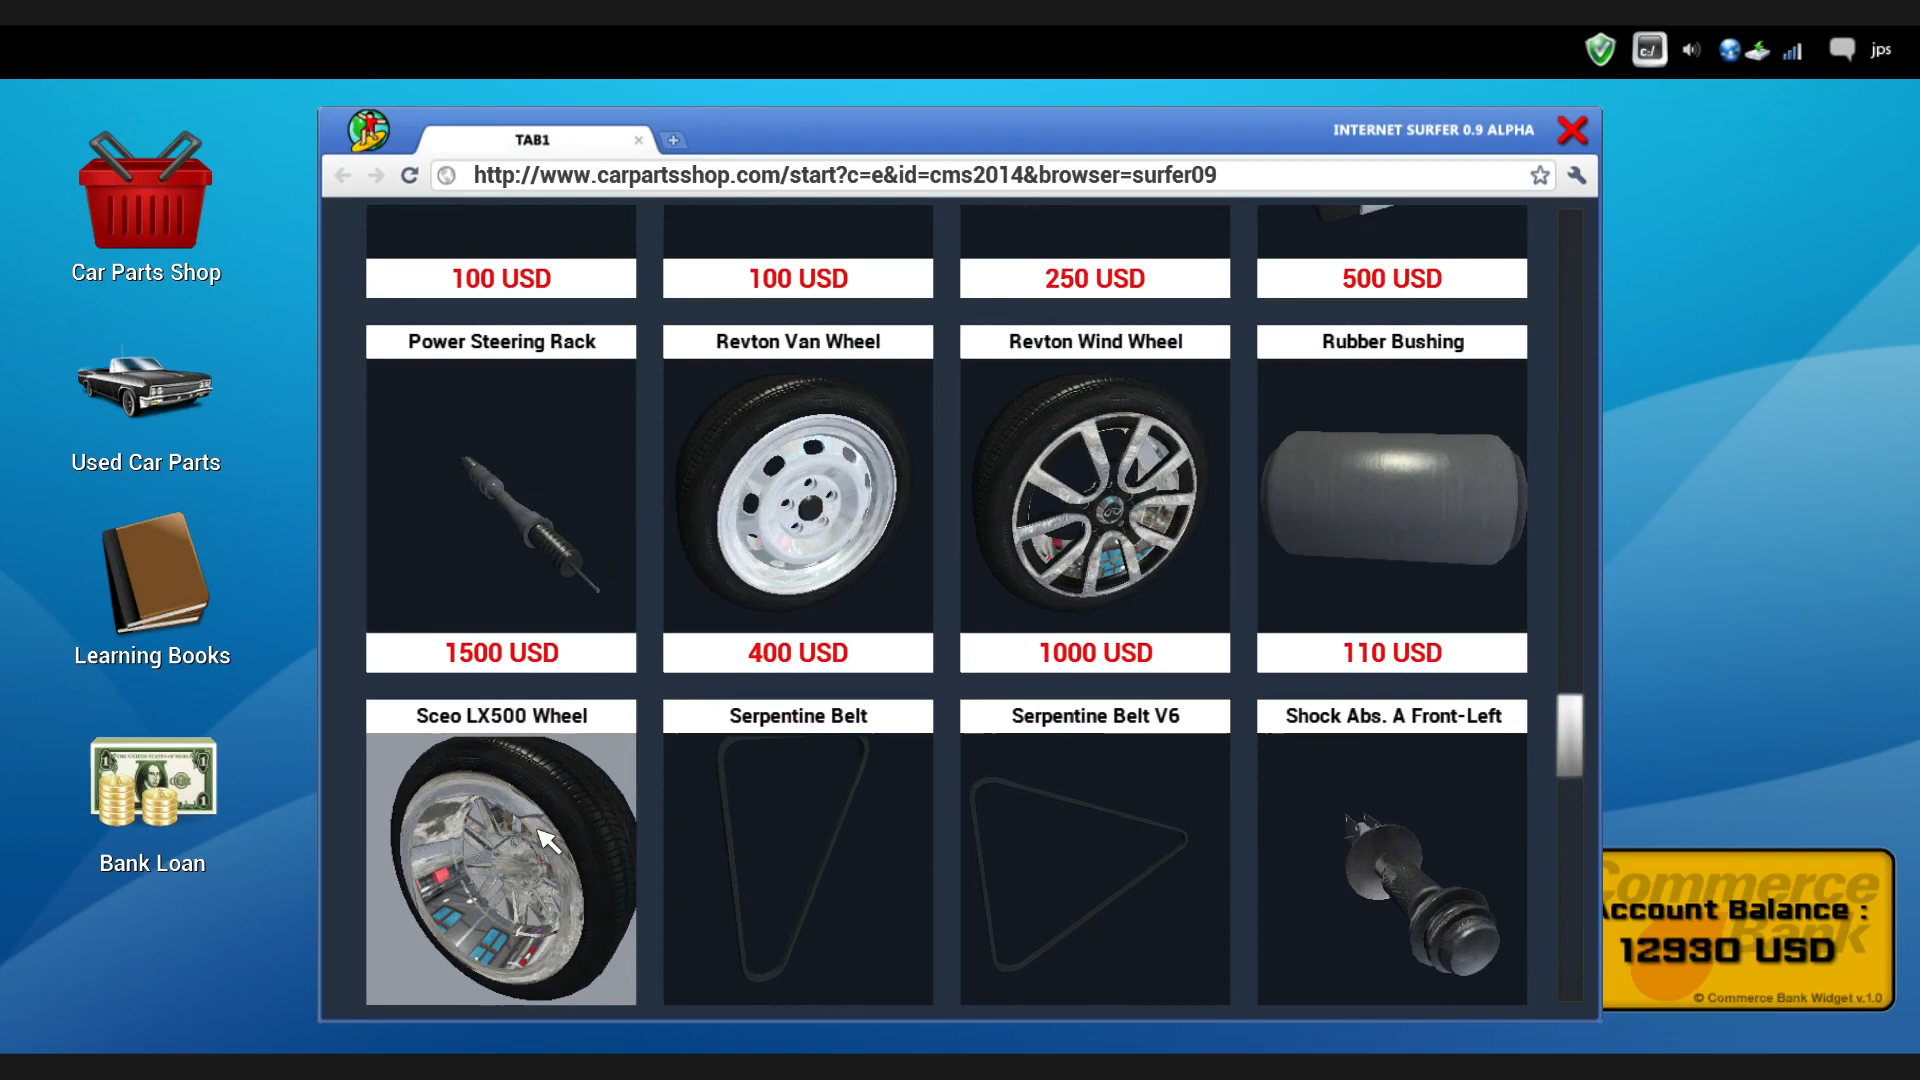 c:/
jps
TAB1
INTERNET SURFER 0.9 ALPHA
http://www.carpartsshop.com/start?c=e&id=cms2014&browser=surfer09
Car Parts Shop
Used Car Parts
Learning Books
Bank Loan
100 USD
100 USD
250 USD
500 USD
Power Steering Rack
Revton Van Wheel
Revton Wind Wheel
Rubber Bushing
1500 USD
400 USD
1000 USD
110 USD
Sceo LX500 Wheel
Serpentine Belt
Serpentine Belt V6
Shock Abs. A Front-Left
Commerce
Bank
Account Balance :
12930 USD
© Commerce Bank Widget v.1.0